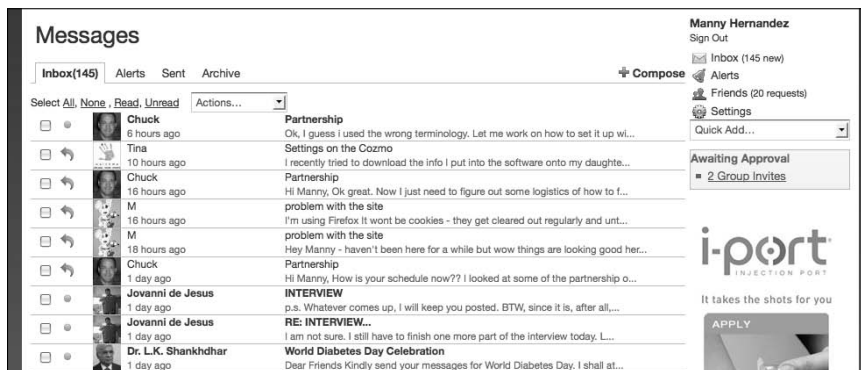 Messages
Inbox(145) Alerts Sent Archive
Compose
Select All, None , Read, Unread Actions...
Chuck Partnership
6 hours ago Ok, I guess i used the wrong terminology. Let me work on how to set it up wi...
Tina Settings on the Cozmo
10 hours ago I recently tried to download the info I put into the software onto my daughte...
Chuck Partnership
16 hours ago Hi Manny, Ok great. Now I just need to figure out some logistics of how to f...
M problem with the site
16 hours ago I'm using Firefox It wont be cookies - they get cleared out regularly and unt...
M problem with the site
18 hours ago Hey Manny - haven't been here for a while but wow things are looking good her...
Chuck Partnership
1 day ago Hi Manny, How is your schedule now?? I looked at some of the partnership o...
Jovanni de Jesus INTERVIEW
1 day ago p.s. Whatever comes up, I will keep you posted. BTW, since it is, after all,...
Jovanni de Jesus RE: INTERVIEW...
1 day ago I am not sure. I still have to finish one more part of the interview today. L...
Dr. L.K. Shankhdhar World Diabetes Day Celebration
1 day ago Dear Friends Kindly send your messages for World Diabetes Day. I shall at...
Manny Hernandez
Sign Out
Inbox (145 new)
Alerts
Friends (20 requests)
Settings
Quick Add...
Awaiting Approval
2 Group Invites
i-port
INJECTION PORT
It takes the shots for you
APPLY